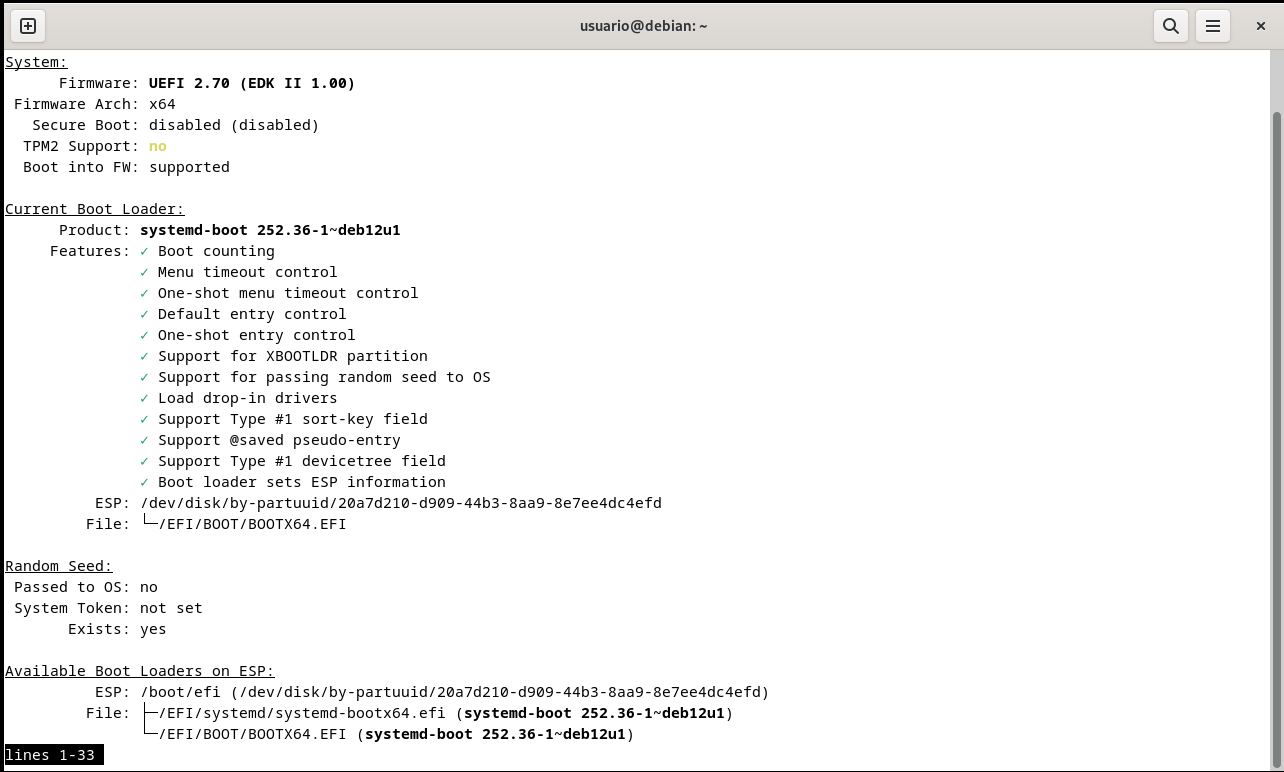 usuario@debian: ~
System:
Firmware: UEFI 2.70 (EDK II 1.00)
Firmware Arch: x64
Secure Boot: disabled (disabled)
TPM2 Support: no
Boot into FW: supported
Current Boot Loader:
Product: systemd-boot 252.36-1~deb12u1
Features: ✓ Boot counting
✓ Menu timeout control
✓ One-shot menu timeout control
✓ Default entry control
✓ One-shot entry control
✓ Support for XBOOTLDR partition
✓ Support for passing random seed to OS
✓ Load drop-in drivers
✓ Support Type #1 sort-key field
✓ Support @saved pseudo-entry
✓ Support Type #1 devicetree field
✓ Boot loader sets ESP information
ESP: /dev/disk/by-partuuid/20a7d210-d909-44b3-8aa9-8e7ee4dc4efd
File: └─/EFI/BOOT/BOOTX64.EFI
Random Seed:
Passed to OS: no
System Token: not set
Exists: yes
Available Boot Loaders on ESP:
ESP: /boot/efi (/dev/disk/by-partuuid/20a7d210-d909-44b3-8aa9-8e7ee4dc4efd)
File: ├─/EFI/systemd/systemd-bootx64.efi (systemd-boot 252.36-1~deb12u1)
└─/EFI/BOOT/BOOTX64.EFI (systemd-boot 252.36-1~deb12u1)
lines 1-33